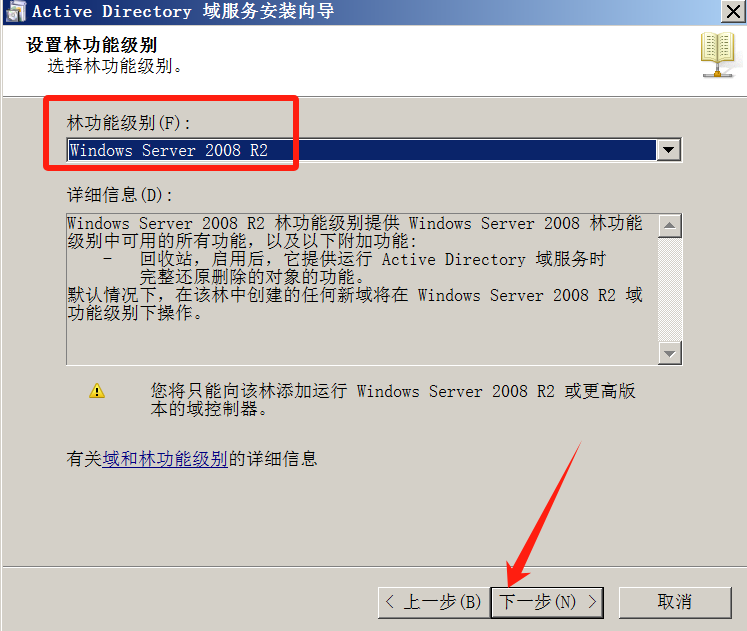 Active Directory 域服务安装向导
设置林功能级别
选择林功能级别。
林功能级别(F):
Windows Server 2008 R2
详细信息(D):
Windows Server 2008 R2 林功能级别提供 Windows Server 2008 林功能
级别中可用的所有功能，以及以下附加功能:
- 回收站，启用后，它提供运行 Active Directory 域服务时
完整还原删除的对象的功能。
默认情况下，在该林中创建的任何新域将在 Windows Server 2008 R2 域
功能级别下操作。
您将只能向该林添加运行 Windows Server 2008 R2 或更高版
本的域控制器。
有关域和林功能级别的详细信息
< 上一步(B) 下一步(N) > 取消